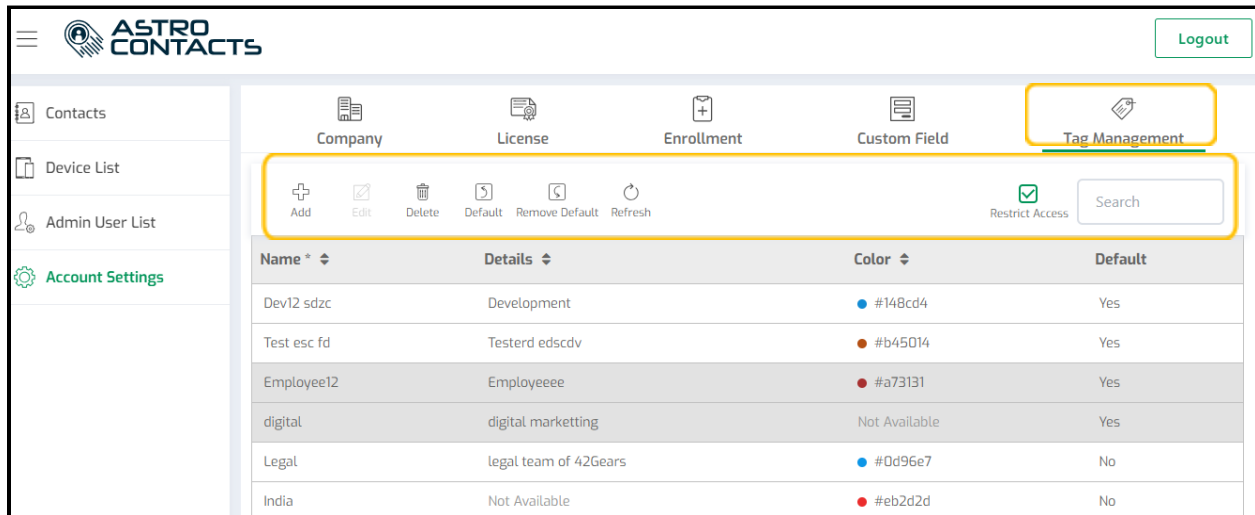 ASTRO
CONTACTS
Logout
Contacts
Device List
Admin User List
Account Settings
Company License Enrollment Custom Field Tag Management
Add Edit Delete Default Remove Default Refresh Restrict Access Search
Name * Details Color Default
Dev12 sdzc Development #148cd4 Yes
Test esc fd Testerd edscdv #b45014 Yes
Employee12 Employeeee #a73131 Yes
digital digital marketting Not Available Yes
Legal legal team of 42Gears #0d96e7 No
India Not Available #eb2d2d No